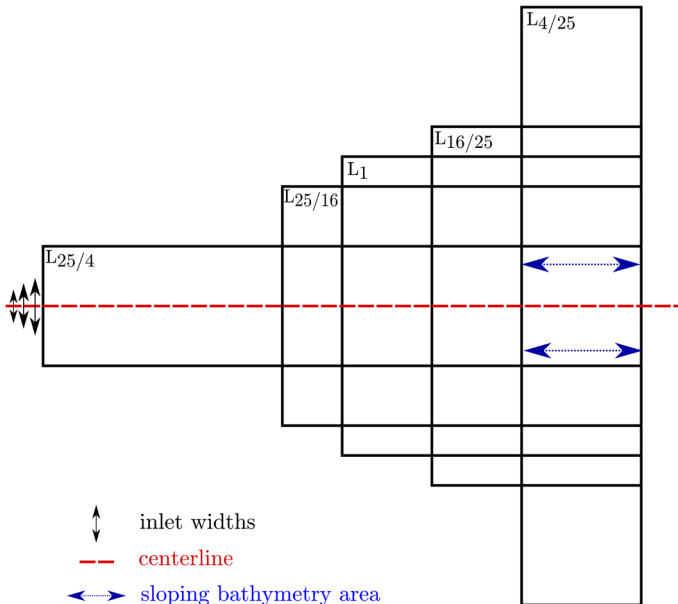 L4/25
L16/25
L1
L25/16
L25/4
inlet widths
centerline
sloping bathymetry area